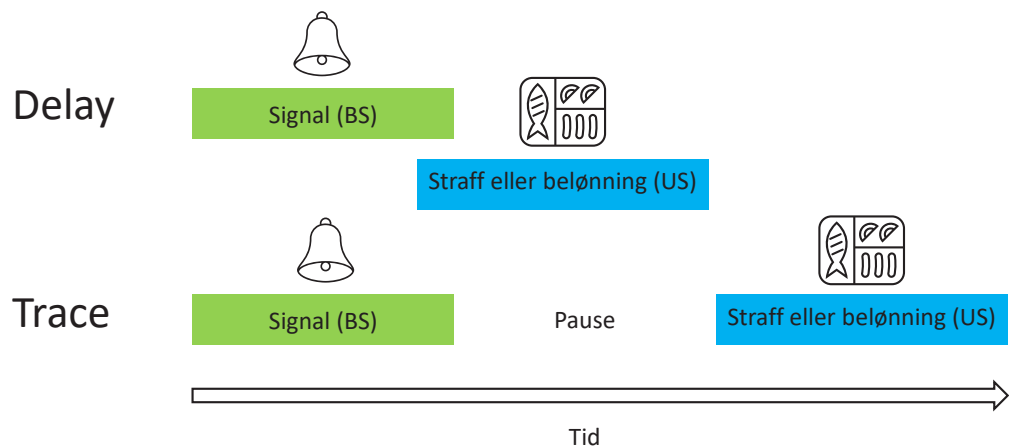 Delay
Signal (BS)
Straff eller belønning (US)
Trace
Signal (BS)
Pause
Straff eller belønning (US)
Tid